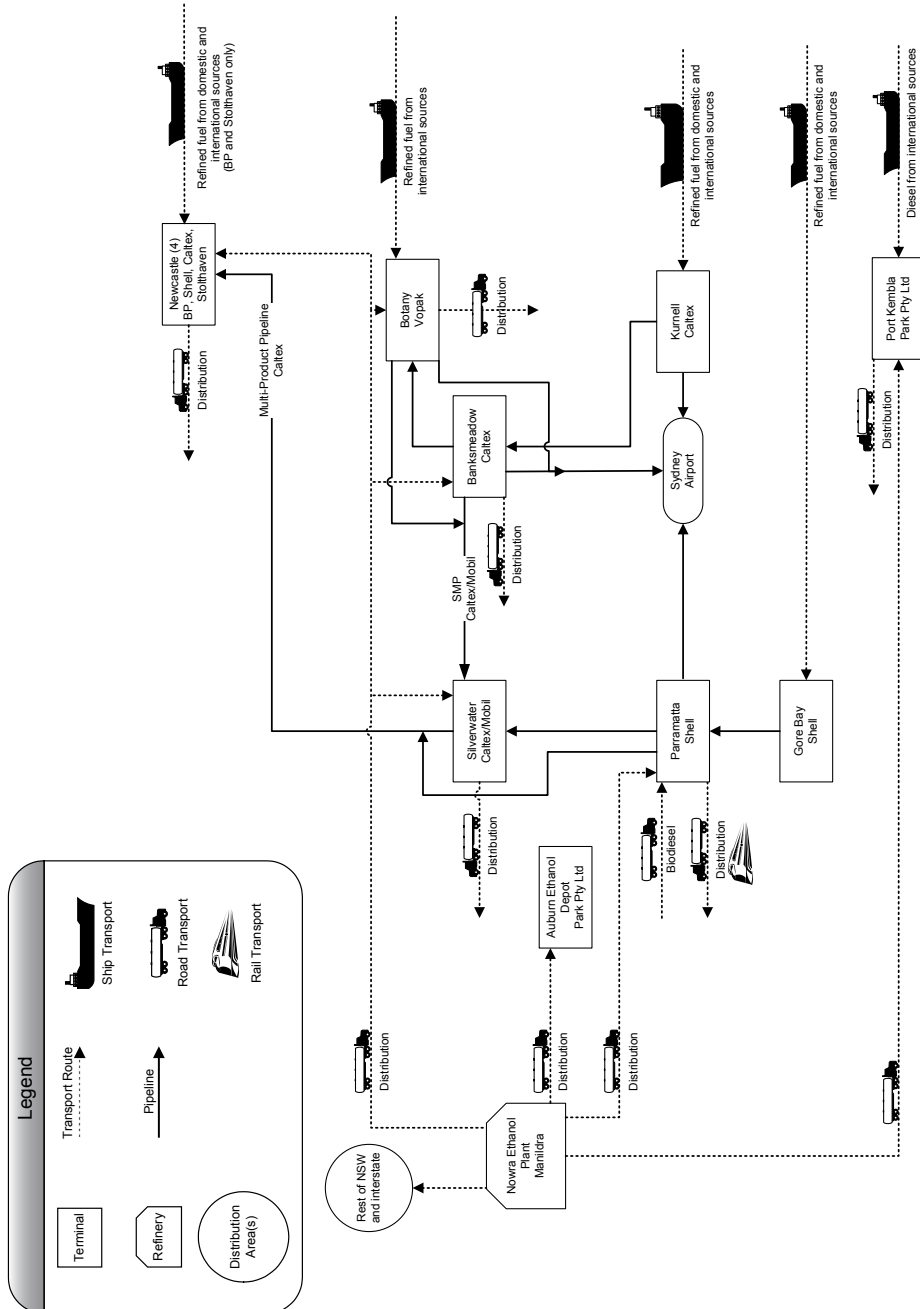 Legend
Terminal
Refinery
Distribution
Area(s)
Transport Route
Pipeline
Ship Transport
Road Transport
Rail Transport
Rest of NSW
and interstate
Nowra Ethanol
Plant
Manildra
Distribution
Distribution
Distribution
Auburn Ethanol
Depot
Park Pty Ltd
Distribution
Biodiesel
Distribution
Silverwater
Caltex/Mobil
Parramatta
Shell
Gore Bay
Shell
Multi-Product Pipeline
Caltex
SMP
Caltex/Mobil
Distribution
Banksmeadow
Caltex
Sydney
Airport
Distribution
Newcastle (4)
BP, Shell, Caltex,
Stolthaven
Botany
Vopak
Distribution
Kurnell
Caltex
Distribution
Port Kembla
Park Pty Ltd
Refined fuel from domestic and
international sources
(BP and Stolthaven only)
Refined fuel from
international sources
Refined fuel from domestic and
international sources
Refined fuel from domestic and
international sources
Diesel from international sources